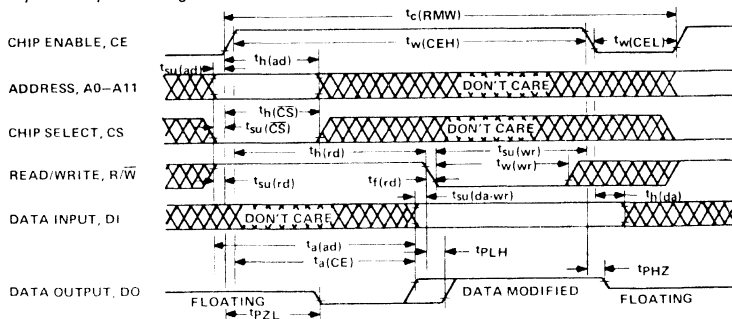 tc(RMW)
CHIP ENABLE, CE
tw(CEH)
tw(CEL)
tsu(ad)
th(ad)
ADDRESS, A0–A11
DON'T CARE
th(CS̅)
CHIP SELECT, CS
tsu(CS̅)
DON'T CARE
th(rd)
tsu(wr)
tw(wr)
READ/WRITE, R/W̅
tsu(rd)
tf(rd)
tsu(da-wr)
th(da)
DATA INPUT, DI
DON'T CARE
ta(ad)
tPLH
ta(CE)
tPHZ
DATA OUTPUT, DO
FLOATING
DATA MODIFIED
FLOATING
tPZL